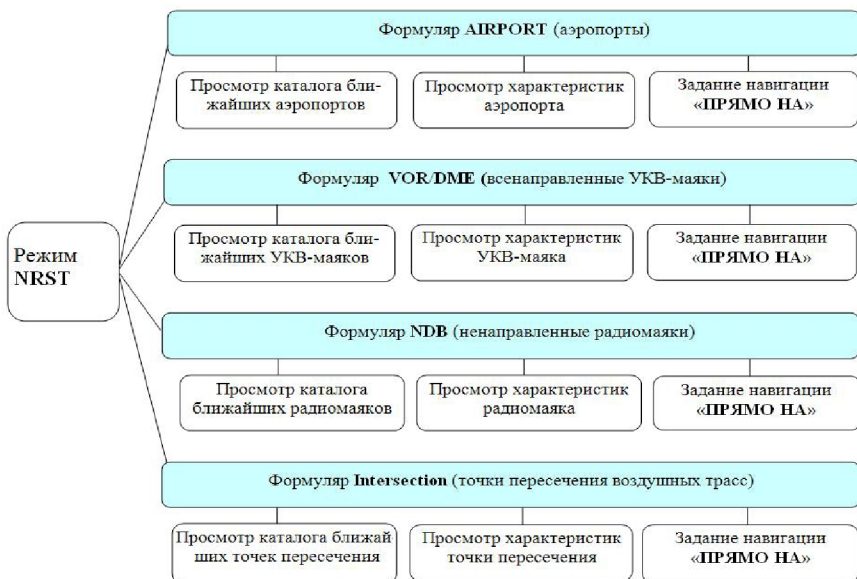 Формуляр AIRPORT (аэропорты)
Просмотр каталога бли-
жайших аэропортов
Просмотр характеристик
аэропорта
Задание навигации
«ПРЯМО НА»
Формуляр VOR/DME (всенаправленные УКВ-маяки)
Режим
NRST
Просмотр каталога бли-
жайших УКВ-маяков
Просмотр характеристик
УКВ-маяка
Задание навигации
«ПРЯМО НА»
Формуляр NDB (ненаправленные радиомаяки)
Просмотр каталога
ближайших радиомаяков
Просмотр характеристик
радиомаяка
Задание навигации
«ПРЯМО НА»
Формуляр Intersection (точки пересечения воздушных трасс)
Просмотр каталога ближай
ших точек пересечения
Просмотр характеристик
точки пересечения
Задание навигации
«ПРЯМО НА»